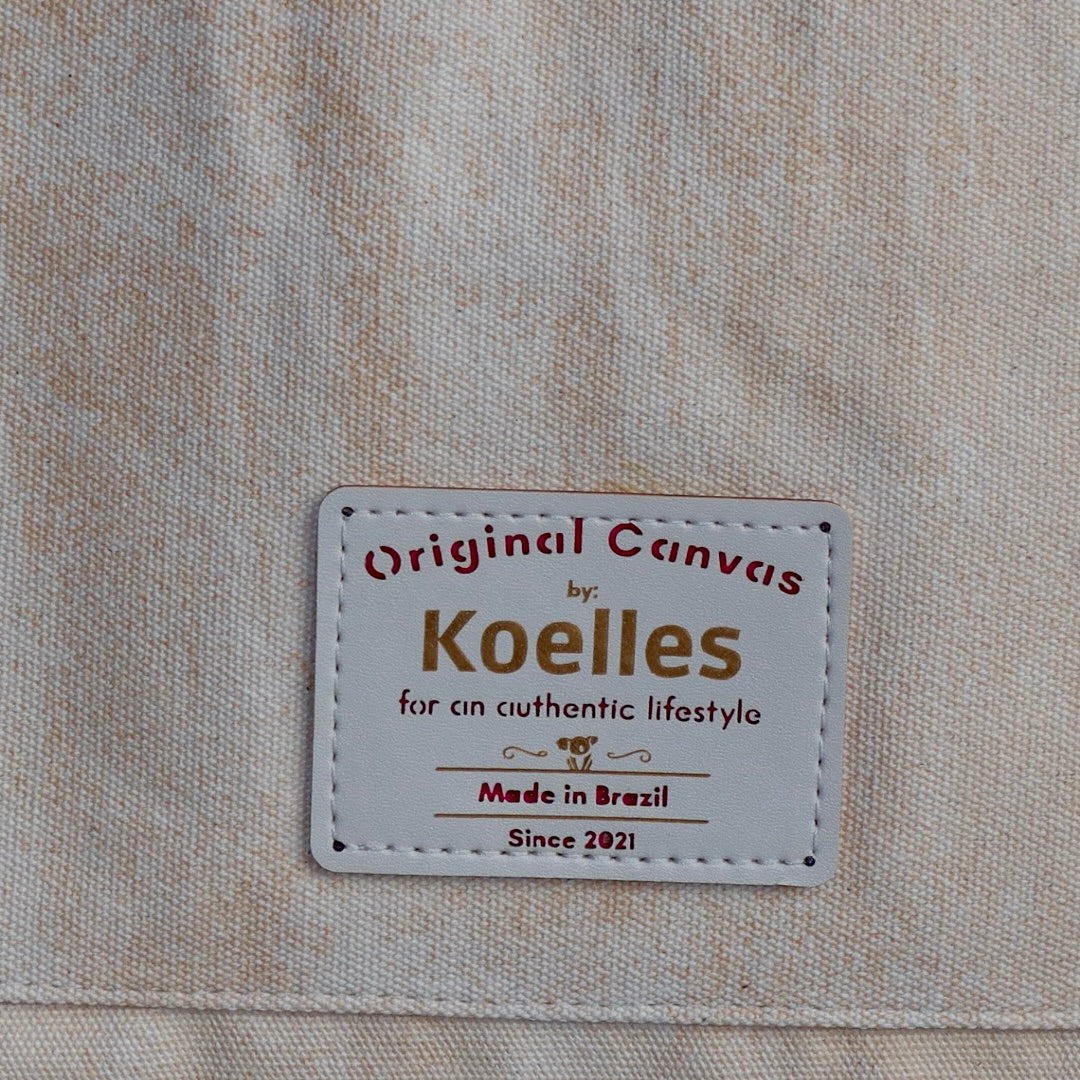 Original Canvas
by:
Koelles
for an authentic lifestyle
Made in Brazil
Since 2021